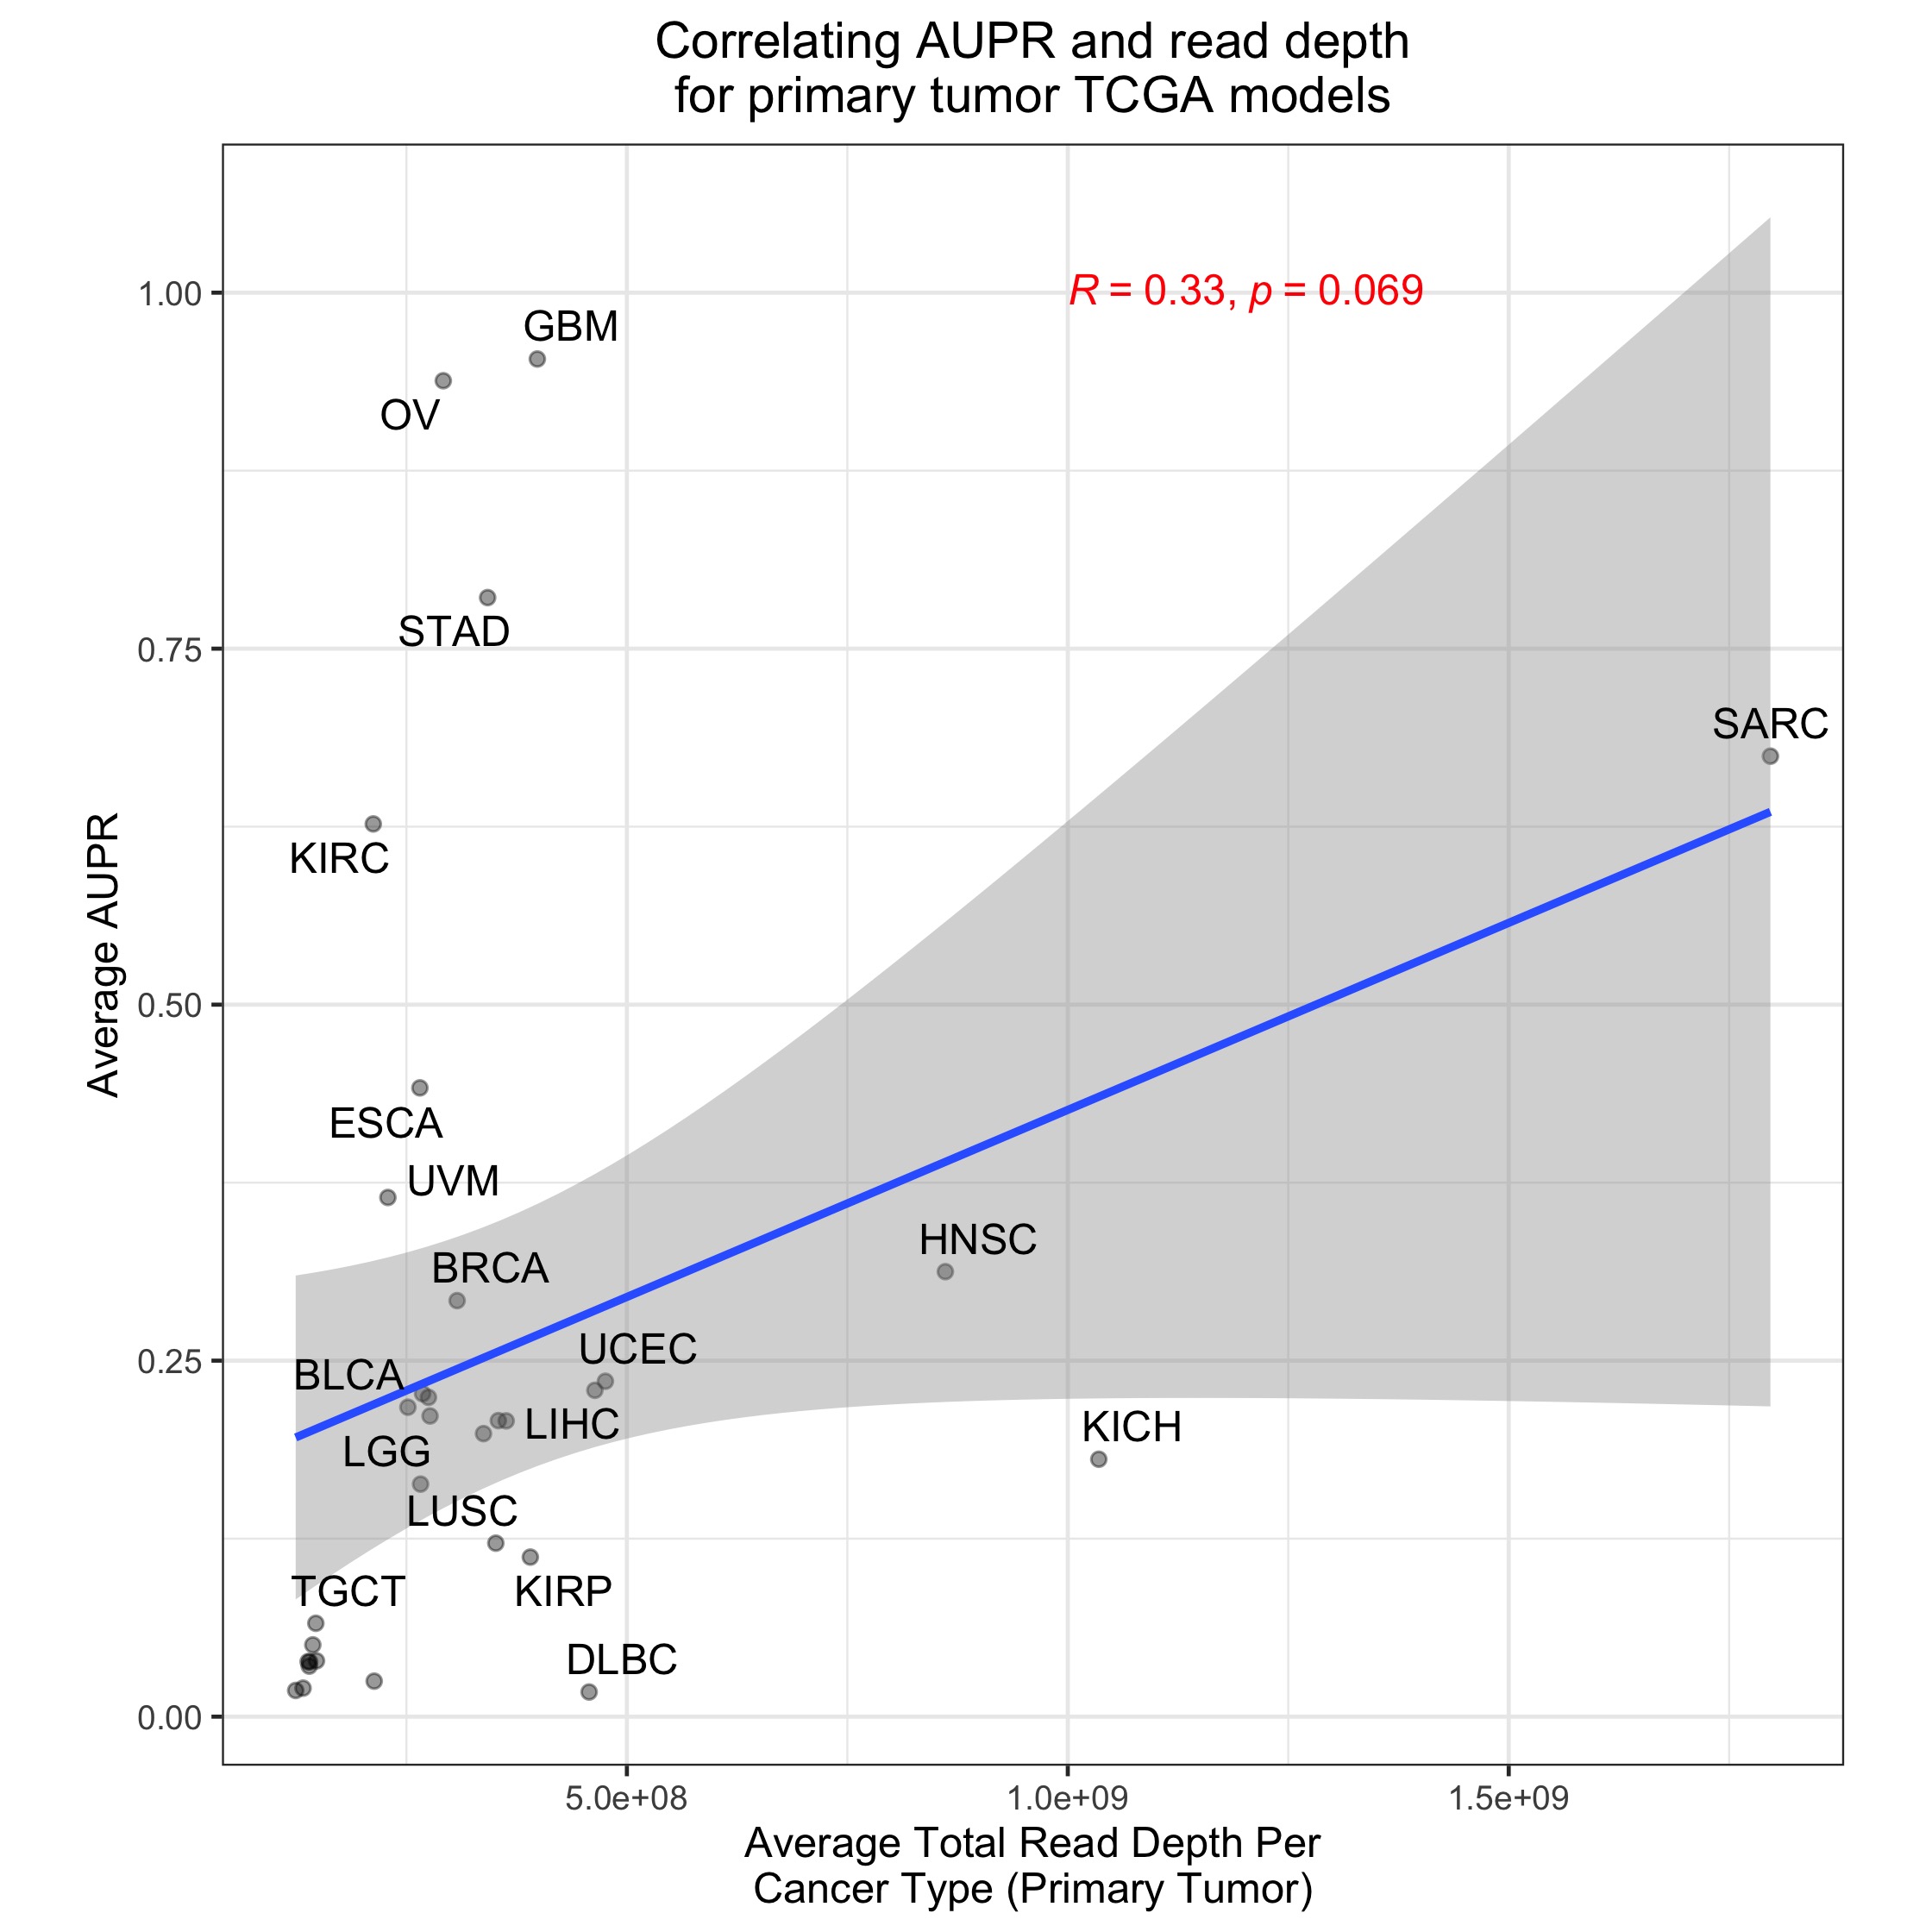 Correlating AUPR and read depth
for primary tumor TCGA models
R = 0.33, p = 0.069
1.00
GBM
OV
STAD
0.75
SARC
KIRC
Average AUPR
0.50
ESCA
UVM
HNSC
BRCA
UCEC
0.25
BLCA
LIHC
KICH
LGG
LUSC
TGCT
KIRP
DLBC
0.00
5.0e+08
1.0e+09
1.5e+09
Average Total Read Depth Per
Cancer Type (Primary Tumor)